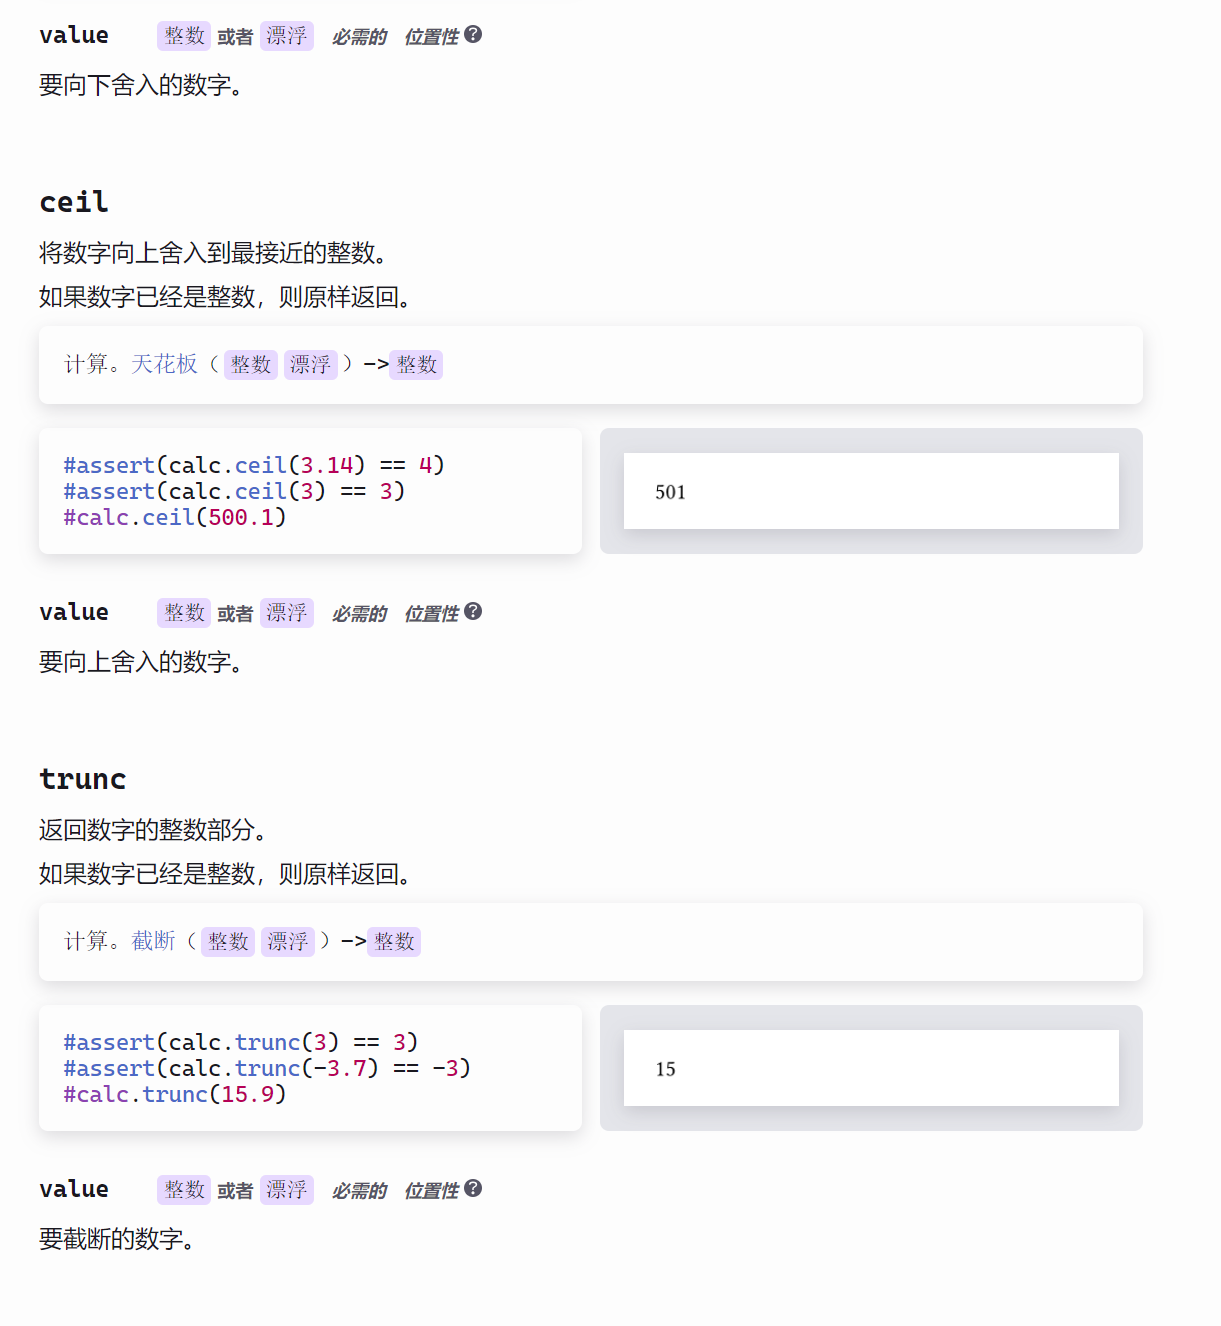 value 整数 或者 漂浮 必需的 位置性 ?
要向下舍入的数字。
ceil
将数字向上舍入到最接近的整数。
如果数字已经是整数，则原样返回。
计算。天花板（ 整数 漂浮 ）->整数
#assert(calc.ceil(3.14) == 4)
#assert(calc.ceil(3) == 3)
#calc.ceil(500.1)
501
value 整数 或者 漂浮 必需的 位置性 ?
要向上舍入的数字。
trunc
返回数字的整数部分。
如果数字已经是整数，则原样返回。
计算。截断（ 整数 漂浮 ）->整数
#assert(calc.trunc(3) == 3)
#assert(calc.trunc(-3.7) == -3)
#calc.trunc(15.9)
15
value 整数 或者 漂浮 必需的 位置性 ?
要截断的数字。